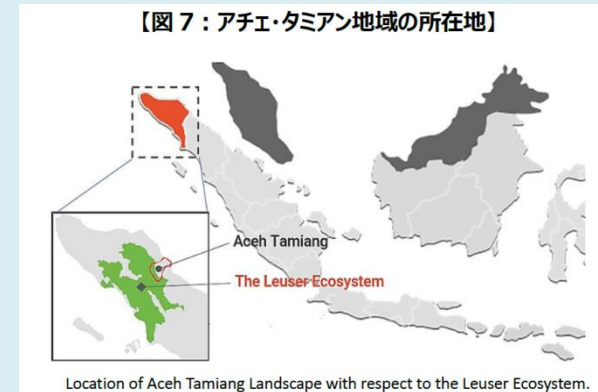 【図 7：アチェ・タミアン地域の所在地】
Aceh Tamiang
The Leuser Ecosystem
Location of Aceh Tamiang Landscape with respect to the Leuser Ecosystem.